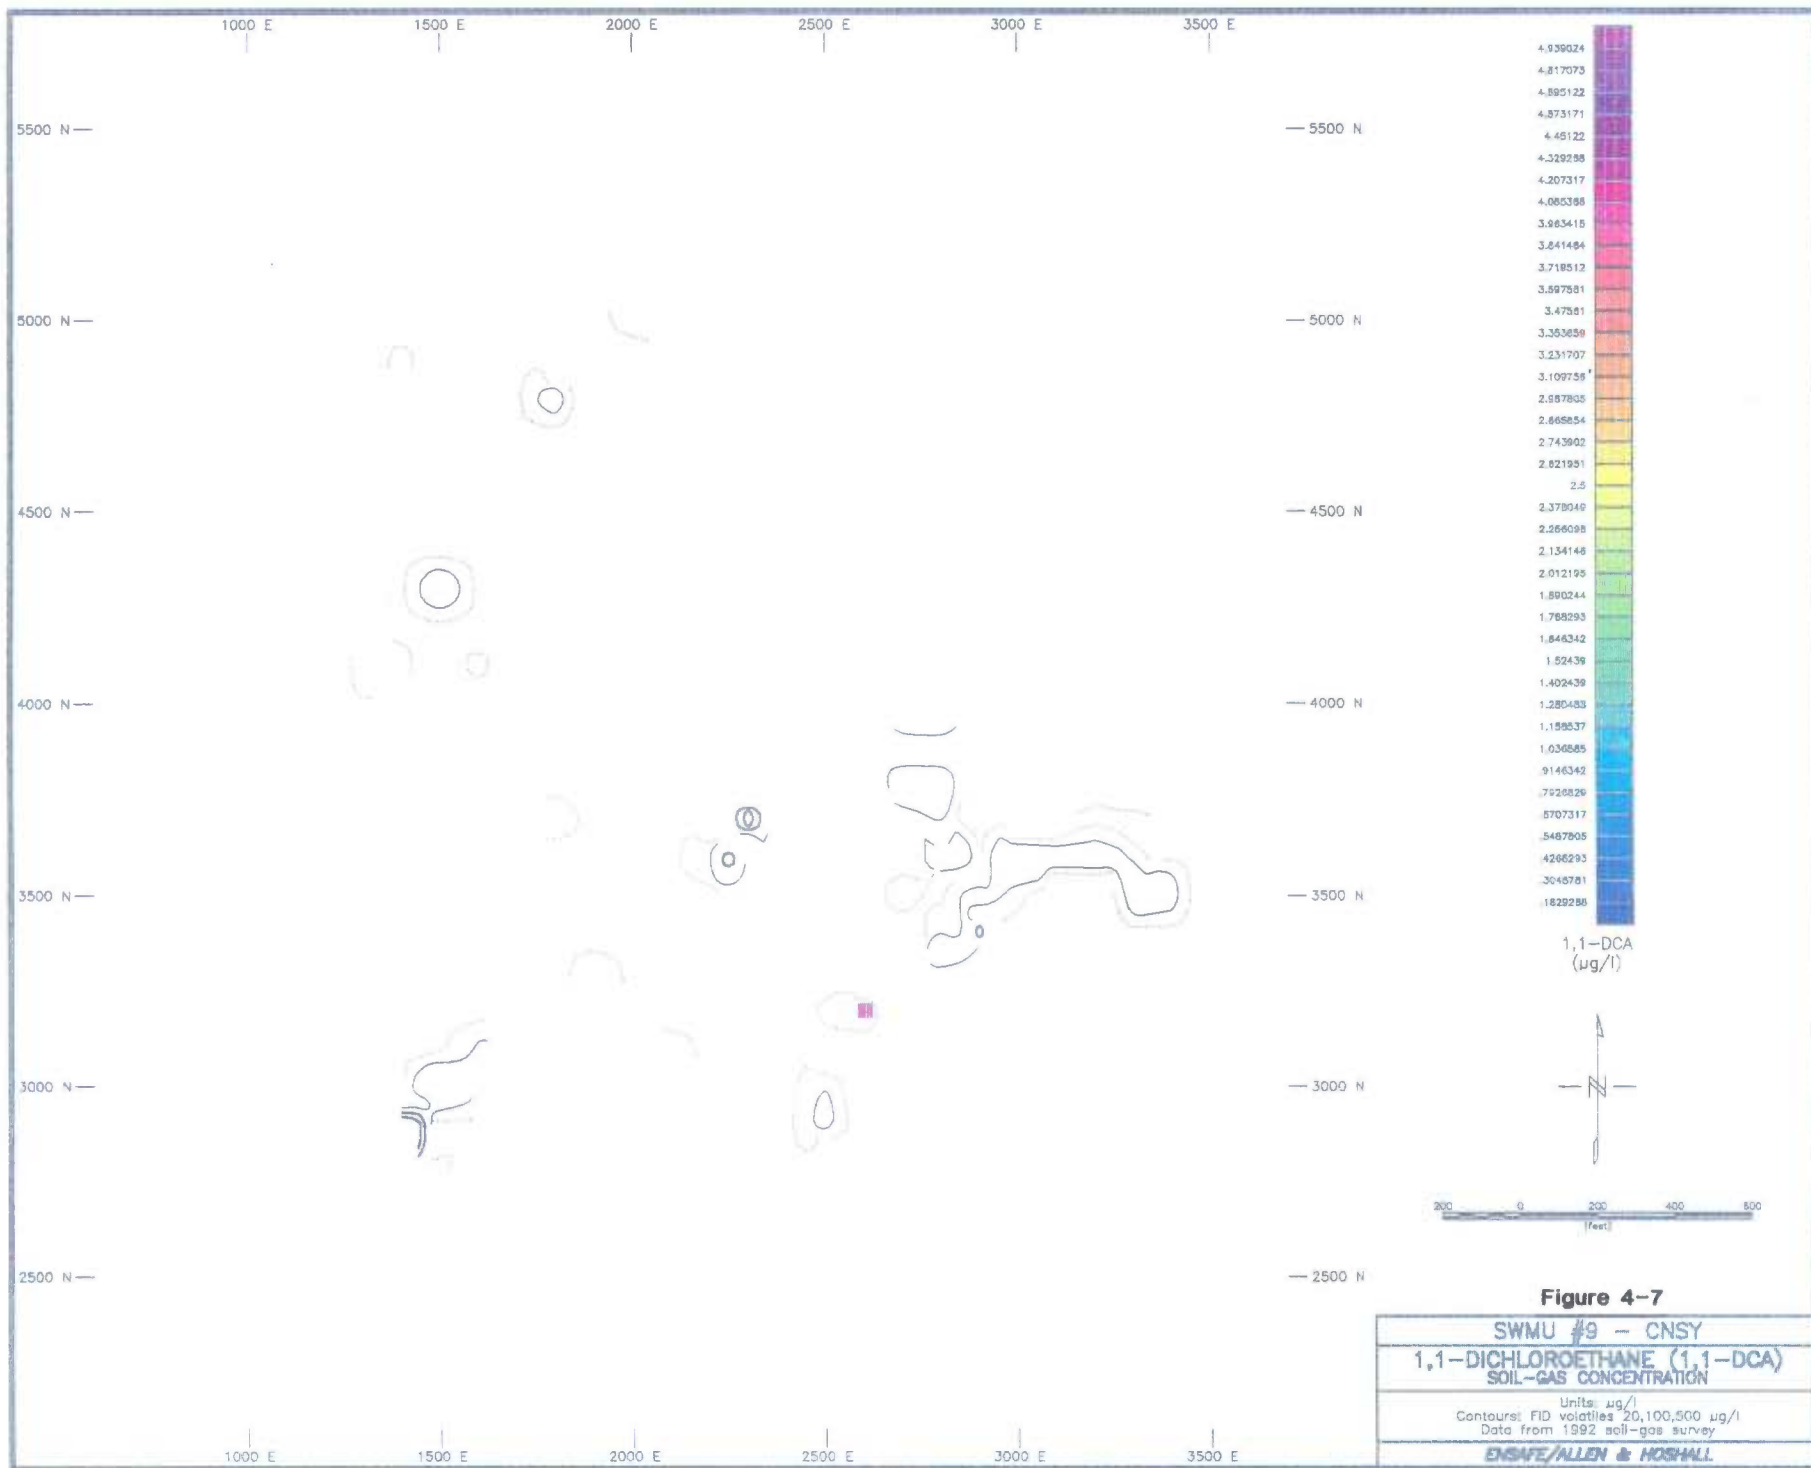 1000 E 1500 E 2000 E 2500 E 3000 E 3500 E
5500 N 5500 N
5000 N 5000 N
4500 N 4500 N
4000 N 4000 N
3500 N 3500 N
3000 N 3000 N
2500 N 2500 N
1000 E 1500 E 2000 E 2500 E 3000 E 3500 E
4.939024
4.817073
4.695122
4.573171
4.45122
4.329268
4.207317
4.085366
3.963415
3.841464
3.719512
3.597561
3.47561
3.353659
3.231707
3.109756
2.987805
2.865854
2.743902
2.621951
2.5
2.378049
2.256098
2.134146
2.012195
1.890244
1.768293
1.646342
1.52439
1.402439
1.280488
1.158537
1.036585
.9146342
.7926829
.6707317
.5487805
.4268293
.3048781
.1829268
1,1-DCA
(µg/l)
N
200 0 200 400 600
(feet)
Figure 4-7
SWMU #9 - CNSY
1,1-DICHLOROETHANE (1,1-DCA)
SOIL-GAS CONCENTRATION
Units: µg/l
Contours: FID volatiles 20,100,500 µg/l
Data from 1992 soil-gas survey
ENSAFE/ALLEN & HOSHALL